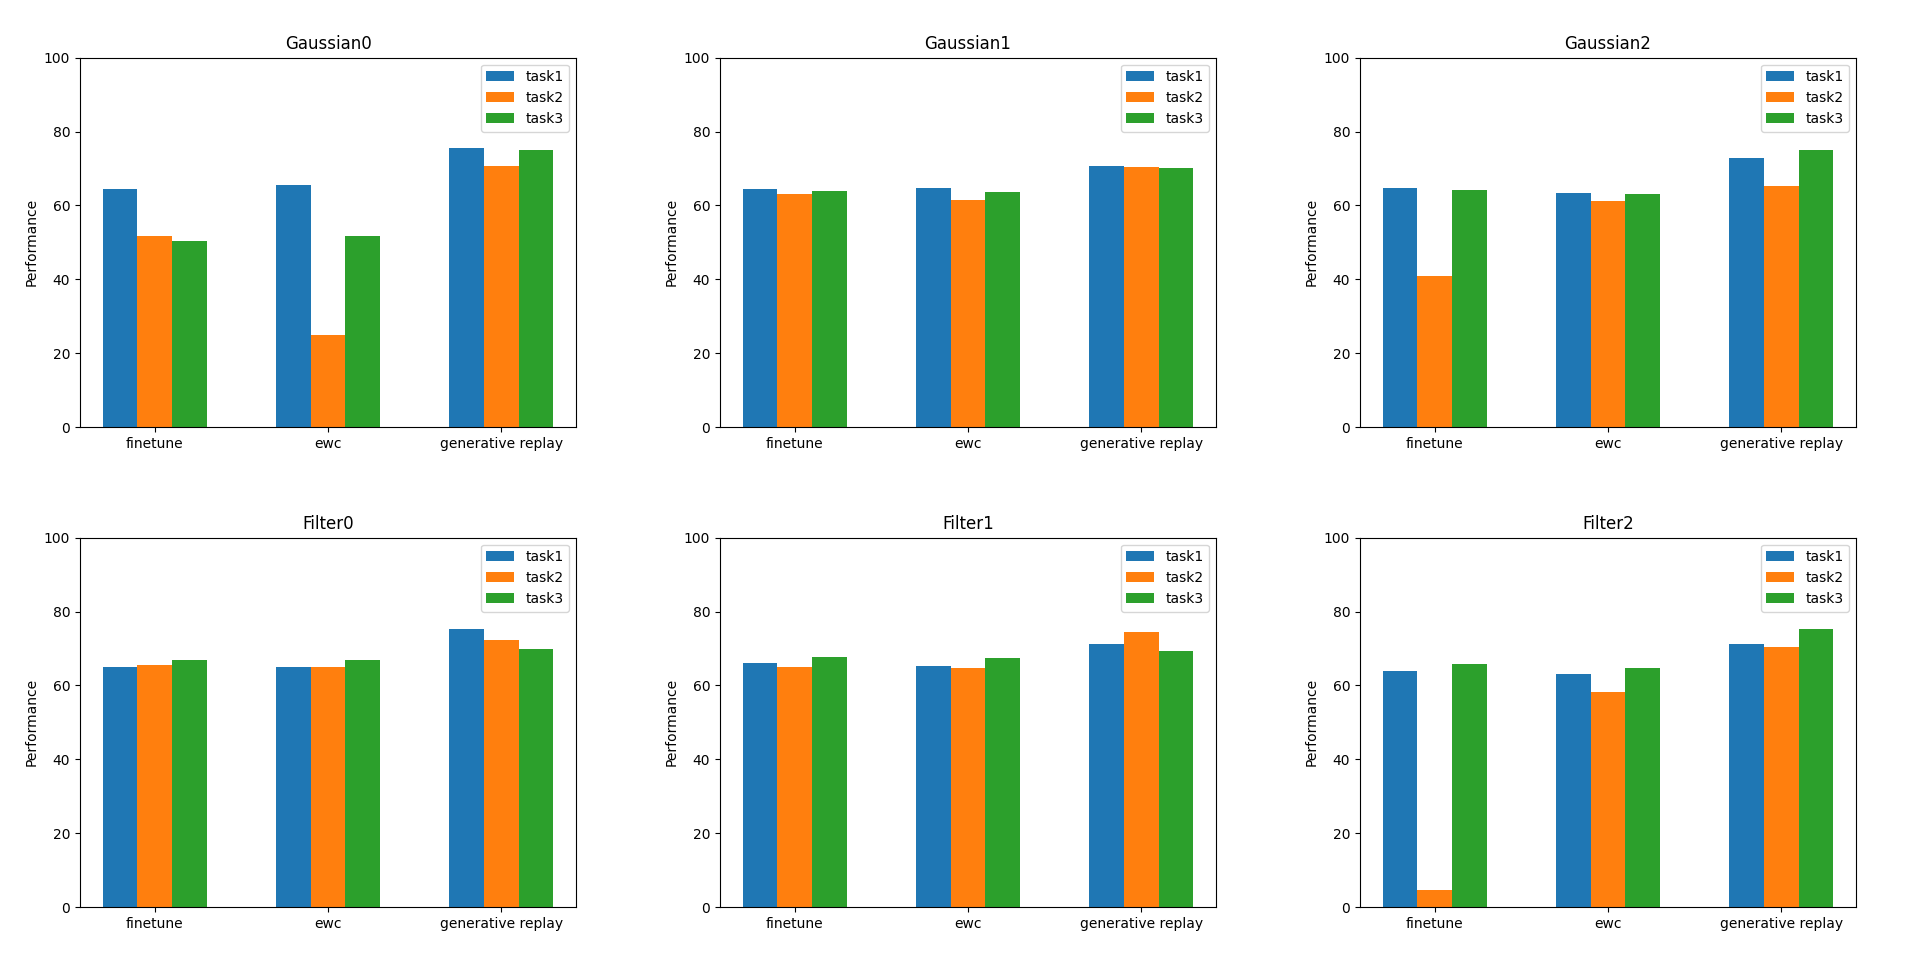 Gaussian0
100
80
60
40
20
0
Performance
task1
task2
task3
finetune ewc generative replay
Gaussian1
100
80
60
40
20
0
Performance
task1
task2
task3
finetune ewc generative replay
Gaussian2
100
80
60
40
20
0
Performance
task1
task2
task3
finetune ewc generative replay
Filter0
100
80
60
40
20
0
Performance
task1
task2
task3
finetune ewc generative replay
Filter1
100
80
60
40
20
0
Performance
task1
task2
task3
finetune ewc generative replay
Filter2
100
80
60
40
20
0
Performance
task1
task2
task3
finetune ewc generative replay